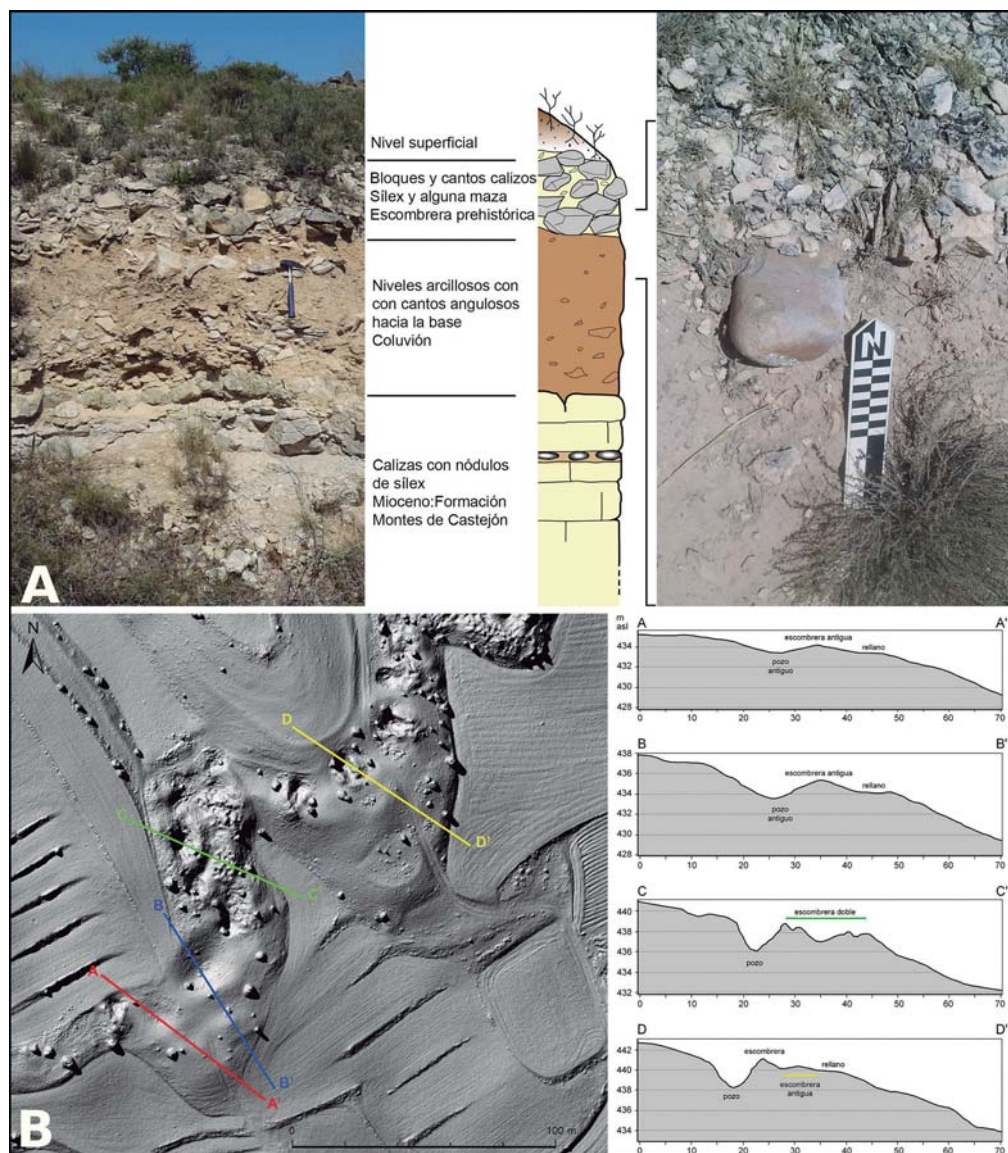 Nivel superficial
Bloques y cantos calizos
Sílex y alguna maza
Escombrera prehistórica
Niveles arcillosos con
con cantos angulosos
hacia la base
Coluvión
Calizas con nódulos
de sílex
Mioceno:Formación
Montes de Castejón
A
N
N
D
C
D'
C'
B
A
B'
A'
0
100 m
B
m
asl
A
A'
escombrera antigua
rellano
pozo
antiguo
434
432
430
428
0 10 20 30 40 50 60 70
B
B'
escombrera antigua
rellano
pozo
antiguo
438
436
434
432
430
428
0 10 20 30 40 50 60 70
C
C'
escombrera doble
pozo
440
438
436
434
432
0 10 20 30 40 50 60 70
D
D'
escombrera
rellano
pozo
escombrera
antigua
442
440
438
436
434
0 10 20 30 40 50 60 70